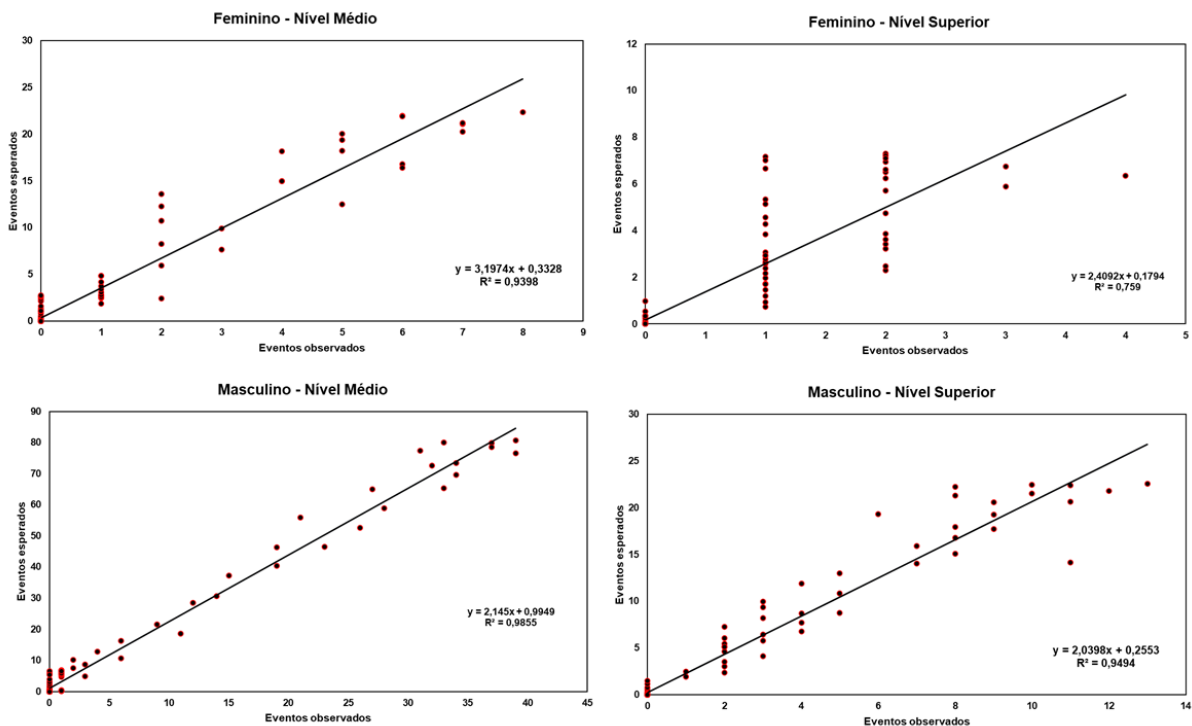 Feminino - Nível Médio
30
25
20
15
10
5
0
Eventos esperados
y = 3,1974x + 0,3328
R² = 0,9398
0 1 2 3 4 5 6 7 8 9
Eventos observados
Feminino - Nível Superior
12
10
8
6
4
2
0
Eventos esperados
y = 2,4092x + 0,1794
R² = 0,759
0 1 1 2 2 3 3 4 4 5
Eventos observados
Masculino - Nível Médio
90
80
70
60
50
40
30
20
10
0
Eventos esperados
y = 2,145x + 0,9949
R² = 0,9855
0 5 10 15 20 25 30 35 40 45
Eventos observados
Masculino - Nível Superior
30
25
20
15
10
5
0
Eventos esperados
y = 2,0398x + 0,2553
R² = 0,9494
0 2 4 6 8 10 12 14
Eventos observados